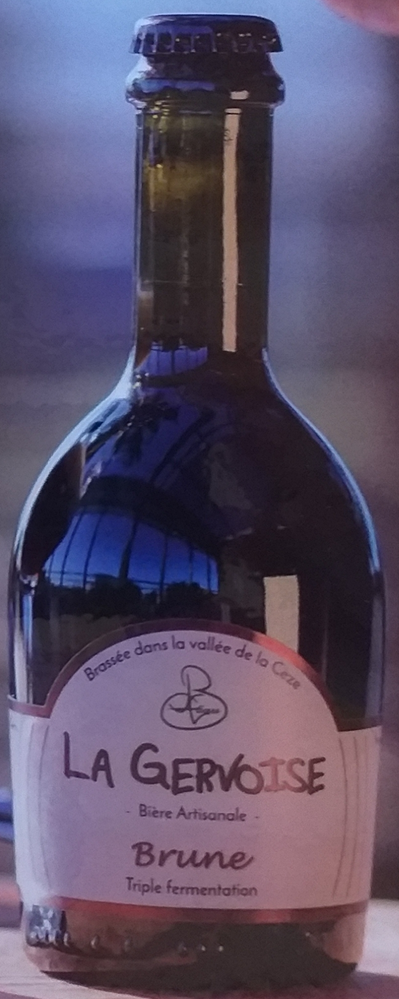 Brassée dans la vallée de la Ceze
LA GERVOISE
- Bière Artisanale -
Brune
Triple fermentation